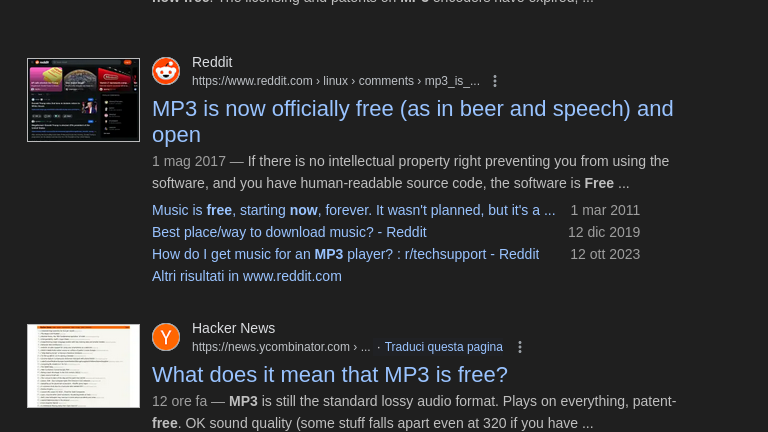 now free. The licensing and patents on MP3 encoders have expired, ...
Reddit
https://www.reddit.com › linux › comments › mp3_is_...
MP3 is now officially free (as in beer and speech) and
open
1 mag 2017 — If there is no intellectual property right preventing you from using the
software, and you have human-readable source code, the software is Free ...
Music is free, starting now, forever. It wasn't planned, but it's a ... 1 mar 2011
Best place/way to download music? - Reddit 12 dic 2019
How do I get music for an MP3 player? : r/techsupport - Reddit 12 ott 2023
Altri risultati in www.reddit.com
Hacker News
https://news.ycombinator.com › ... · Traduci questa pagina
What does it mean that MP3 is free?
12 ore fa — MP3 is still the standard lossy audio format. Plays on everything, patent-
free. OK sound quality (some stuff falls apart even at 320 if you have ...